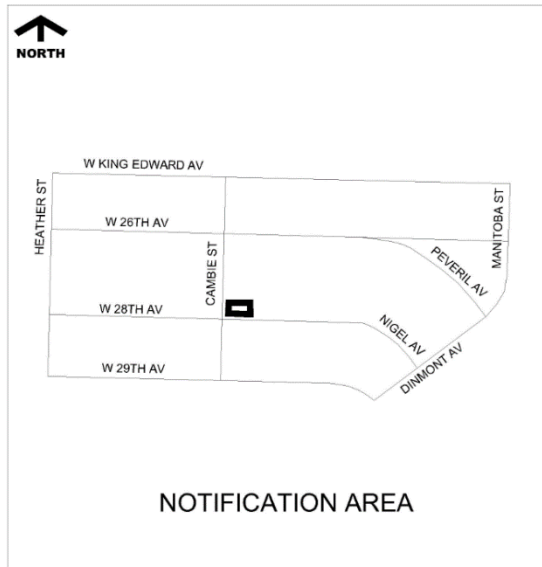 NORTH
W KING EDWARD AV
HEATHER ST
W 26TH AV
MANITOBA ST
PEVERIL AV
CAMBIE ST
W 28TH AV
NIGEL AV
W 29TH AV
DINMONT AV
NOTIFICATION AREA